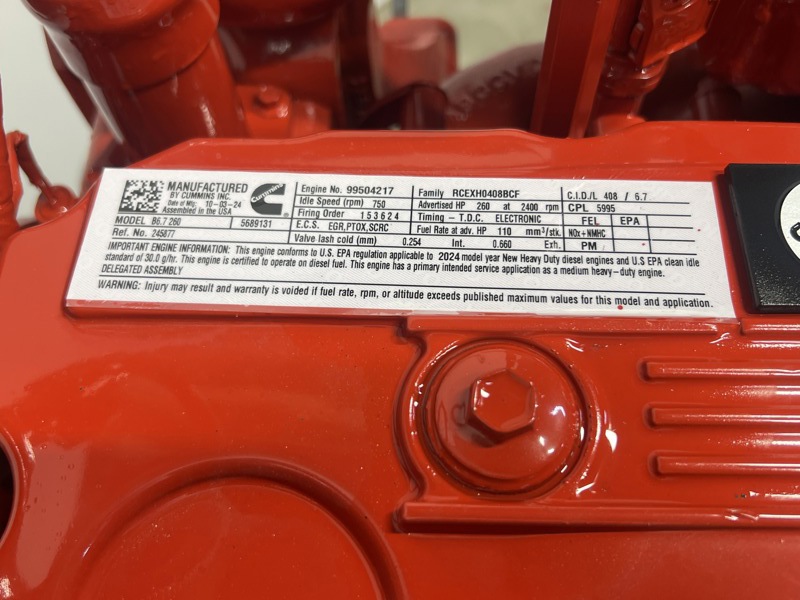 MANUFACTURED
BY CUMMINS INC.
Date of Mfg. 10-03-24
Assembled in the USA
Cummins
MODEL B6.7 260 5689131
Ref. No. 245877
Engine No. 99504217
Idle Speed (rpm) 750
Firing Order 1 5 3 6 2 4
E.C.S. EGR,PTOX,SCRC
Valve lash cold (mm) 0.254 Int. 0.660 Exh.
Family RCEXH0408BCF
Advertised HP 260 at 2400 rpm
Timing - T.D.C. ELECTRONIC
Fuel Rate at adv. HP 110 mm³/stk.
C.I.D./L 408 / 6.7
CPL 5995
FEL EPA
NOx+NMHC
PM
IMPORTANT ENGINE INFORMATION: This engine conforms to U.S. EPA regulation applicable to 2024 model year New Heavy Duty diesel engines and U.S EPA clean idle
standard of 30.0 g/hr. This engine is certified to operate on diesel fuel. This engine has a primary intended service application as a medium heavy-duty engine.
DELEGATED ASSEMBLY
WARNING: Injury may result and warranty is voided if fuel rate, rpm, or altitude exceeds published maximum values for this model and application.